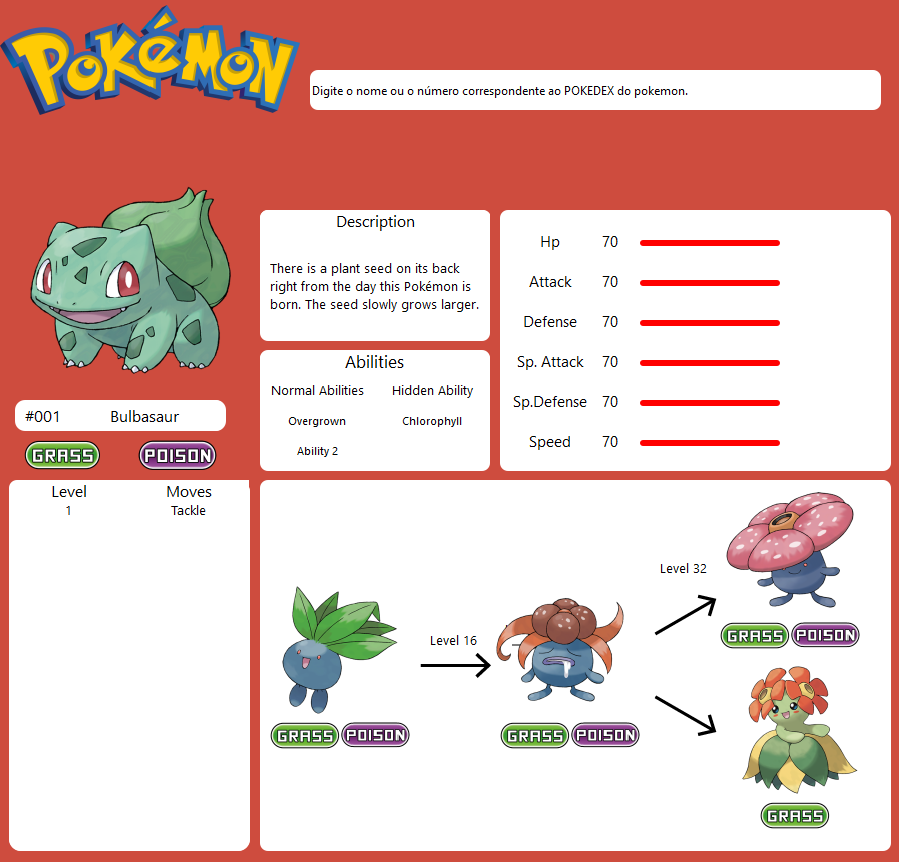 POKéMON
Digite o nome ou o número correspondente ao POKEDEX do pokemon.
Description
There is a plant seed on its back
right from the day this Pokémon is
born. The seed slowly grows larger.
Hp 70
Attack 70
Defense 70
Sp. Attack 70
Sp.Defense 70
Speed 70
Abilities
Normal Abilities Hidden Ability
Overgrown Chlorophyll
Ability 2
#001 Bulbasaur
GRASS POISON
Level Moves
1 Tackle
Level 16
Level 32
GRASS POISON
GRASS POISON
GRASS POISON
GRASS